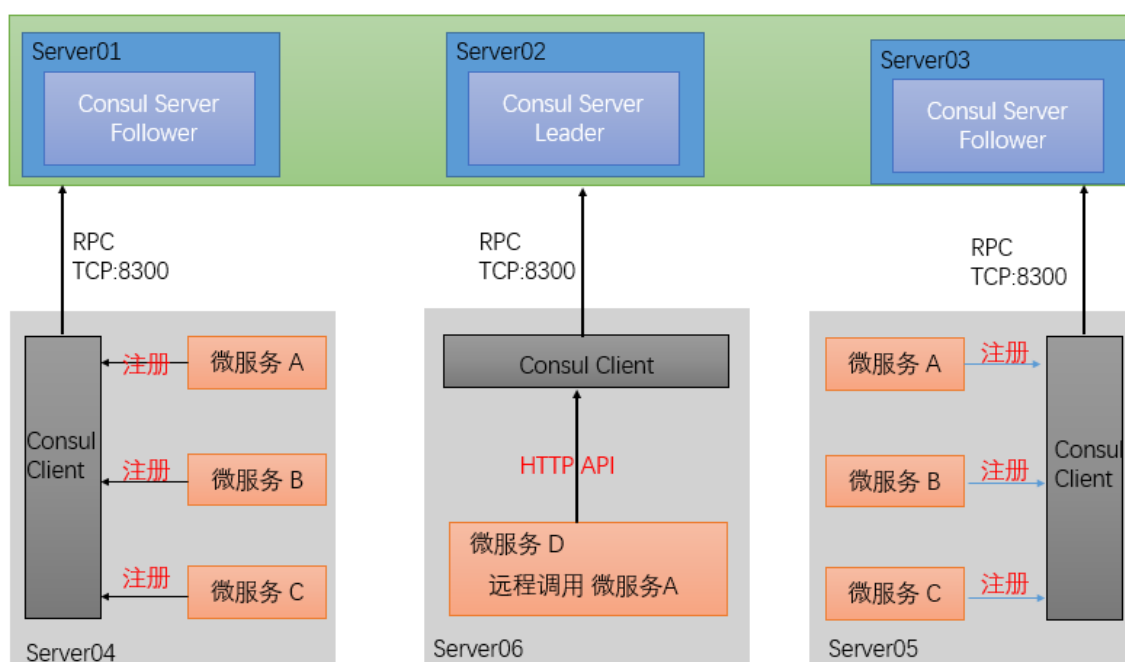 Server01
Consul Server
Follower
Server02
Consul Server
Leader
Server03
Consul Server
Follower
RPC
TCP:8300
RPC
TCP:8300
RPC
TCP:8300
Consul
Client
注册
微服务 A
注册
微服务 B
注册
微服务 C
Server04
Consul Client
HTTP API
微服务 D
远程调用 微服务A
Server06
微服务 A
注册
微服务 B
注册
微服务 C
注册
Consul
Client
Server05